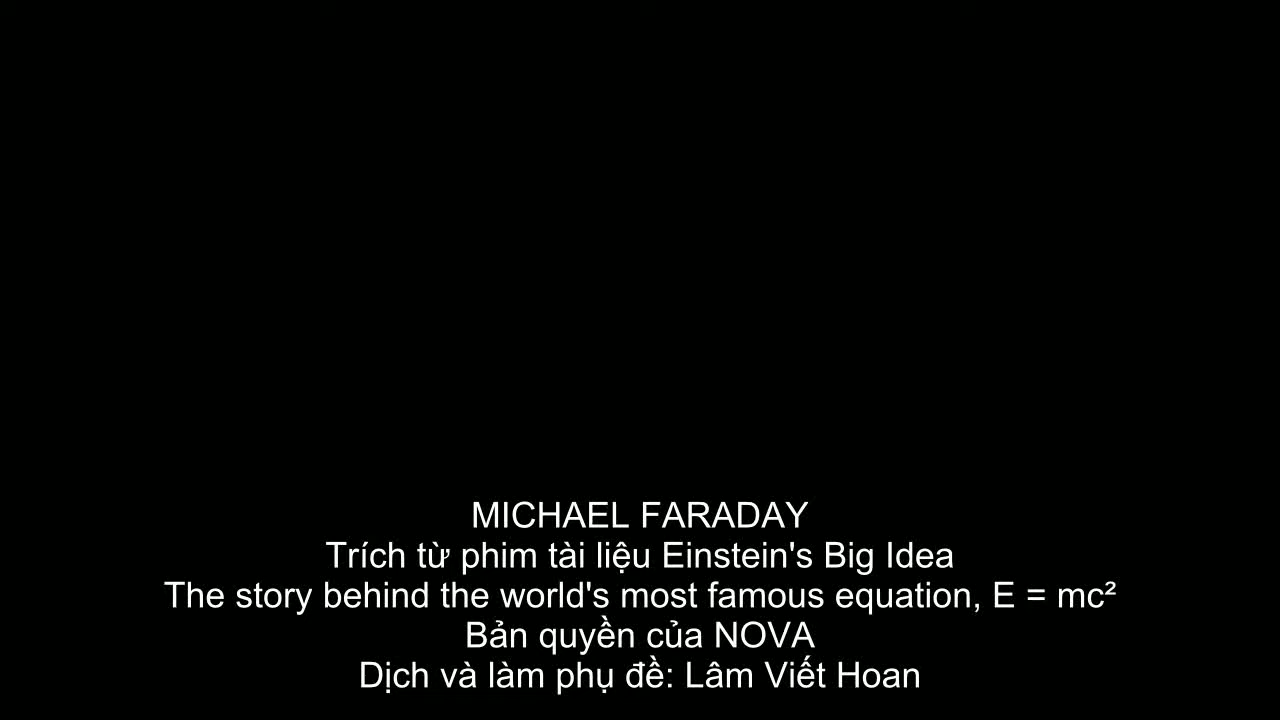 MICHAEL FARADAY
Trích từ phim tài liệu Einstein's Big Idea
The story behind the world's most famous equation, E = mc²
Bản quyền của NOVA
Dịch và làm phụ đề: Lâm Viết Hoan